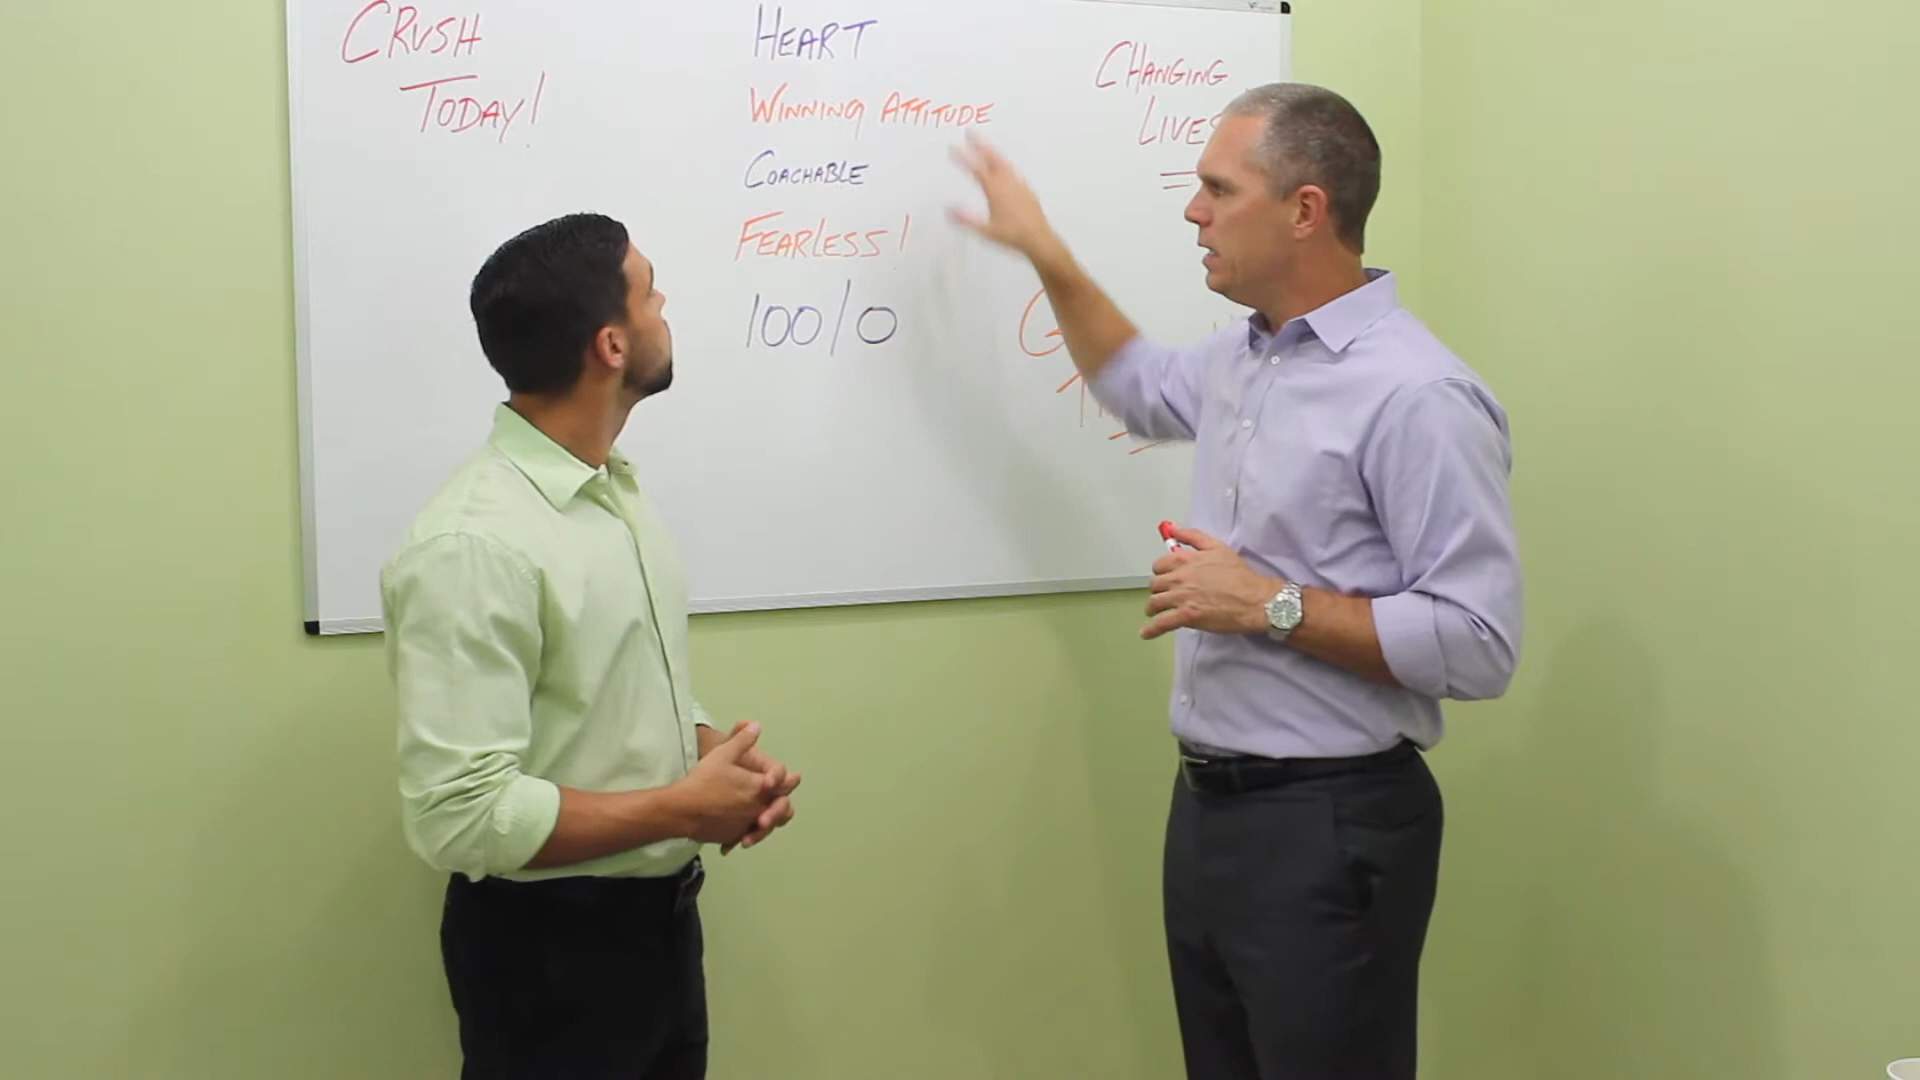 CRUSH
TODAY!
HEART
WINNING ATTITUDE
COACHABLE
FEARLESS!
100/0
CHANGING
LIVES